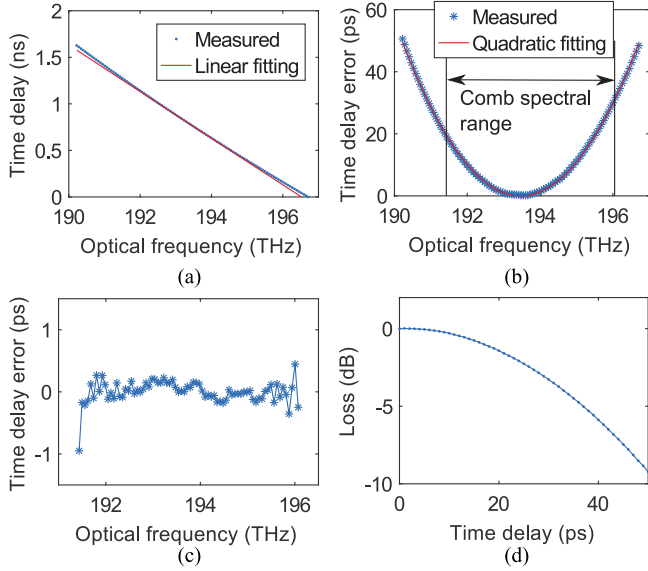 2
1.5
1
0.5
0
Time delay (ns)
Measured
Linear fitting
190
192
194
196
Optical frequency (THz)
(a)
60
40
20
0
Time delay error (ps)
Measured
Quadratic fitting
Comb spectral
range
190
192
194
196
Optical frequency (THz)
(b)
1
0
-1
Time delay error (ps)
192
194
196
Optical frequency (THz)
(c)
0
-5
-10
Loss (dB)
0
20
40
Time delay (ps)
(d)